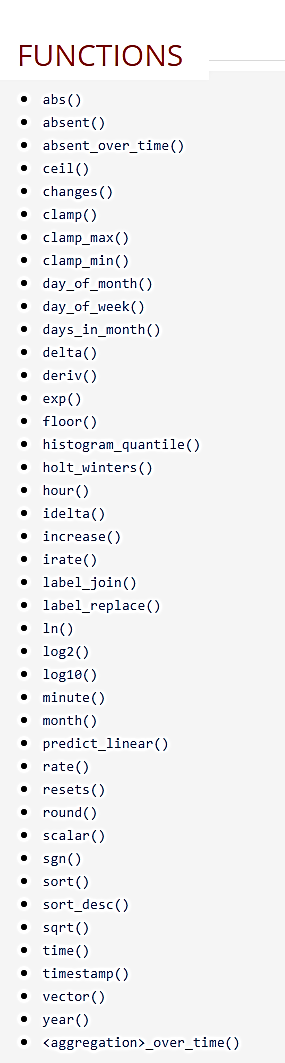 FUNCTIONS
abs()
absent()
absent_over_time()
ceil()
changes()
clamp()
clamp_max()
clamp_min()
day_of_month()
day_of_week()
days_in_month()
delta()
deriv()
exp()
floor()
histogram_quantile()
holt_winters()
hour()
idelta()
increase()
irate()
label_join()
label_replace()
ln()
log2()
log10()
minute()
month()
predict_linear()
rate()
resets()
round()
scalar()
sgn()
sort()
sort_desc()
sqrt()
time()
timestamp()
vector()
year()
<aggregation>_over_time()